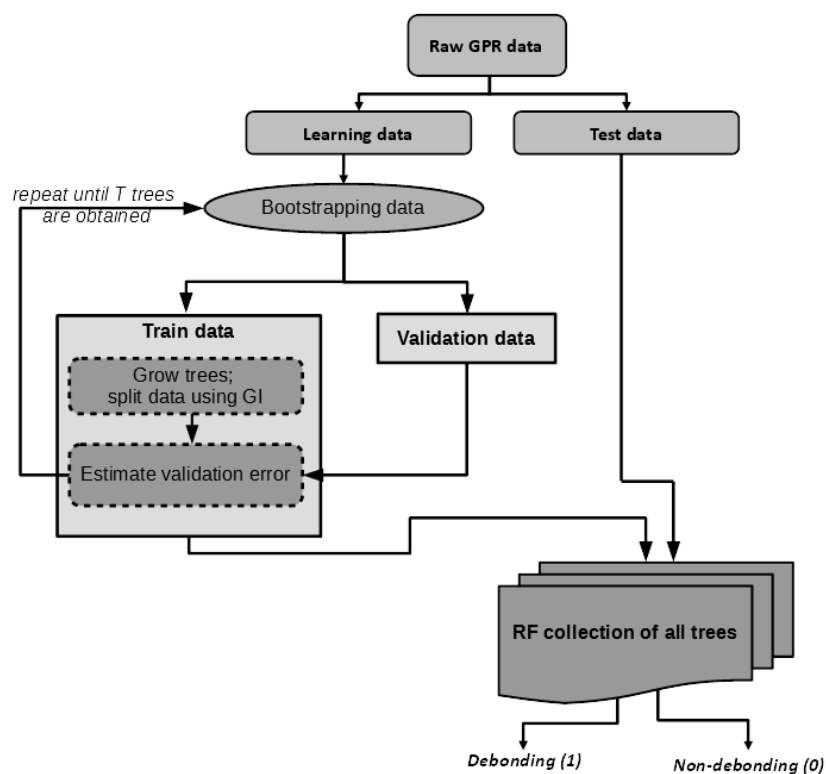 Raw GPR data
Learning data
Test data
repeat until T trees
are obtained
Bootstrapping data
Train data
Validation data
Grow trees;
split data using GI
Estimate validation error
RF collection of all trees
Debonding (1)
Non-debonding (0)